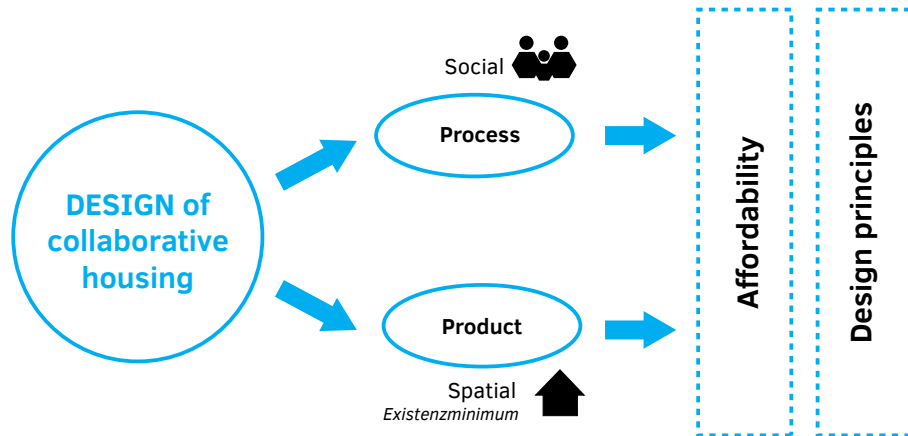 DESIGN of
collaborative
housing
Social
Process
Product
Spatial
Existenzminimum
Affordability
Design principles